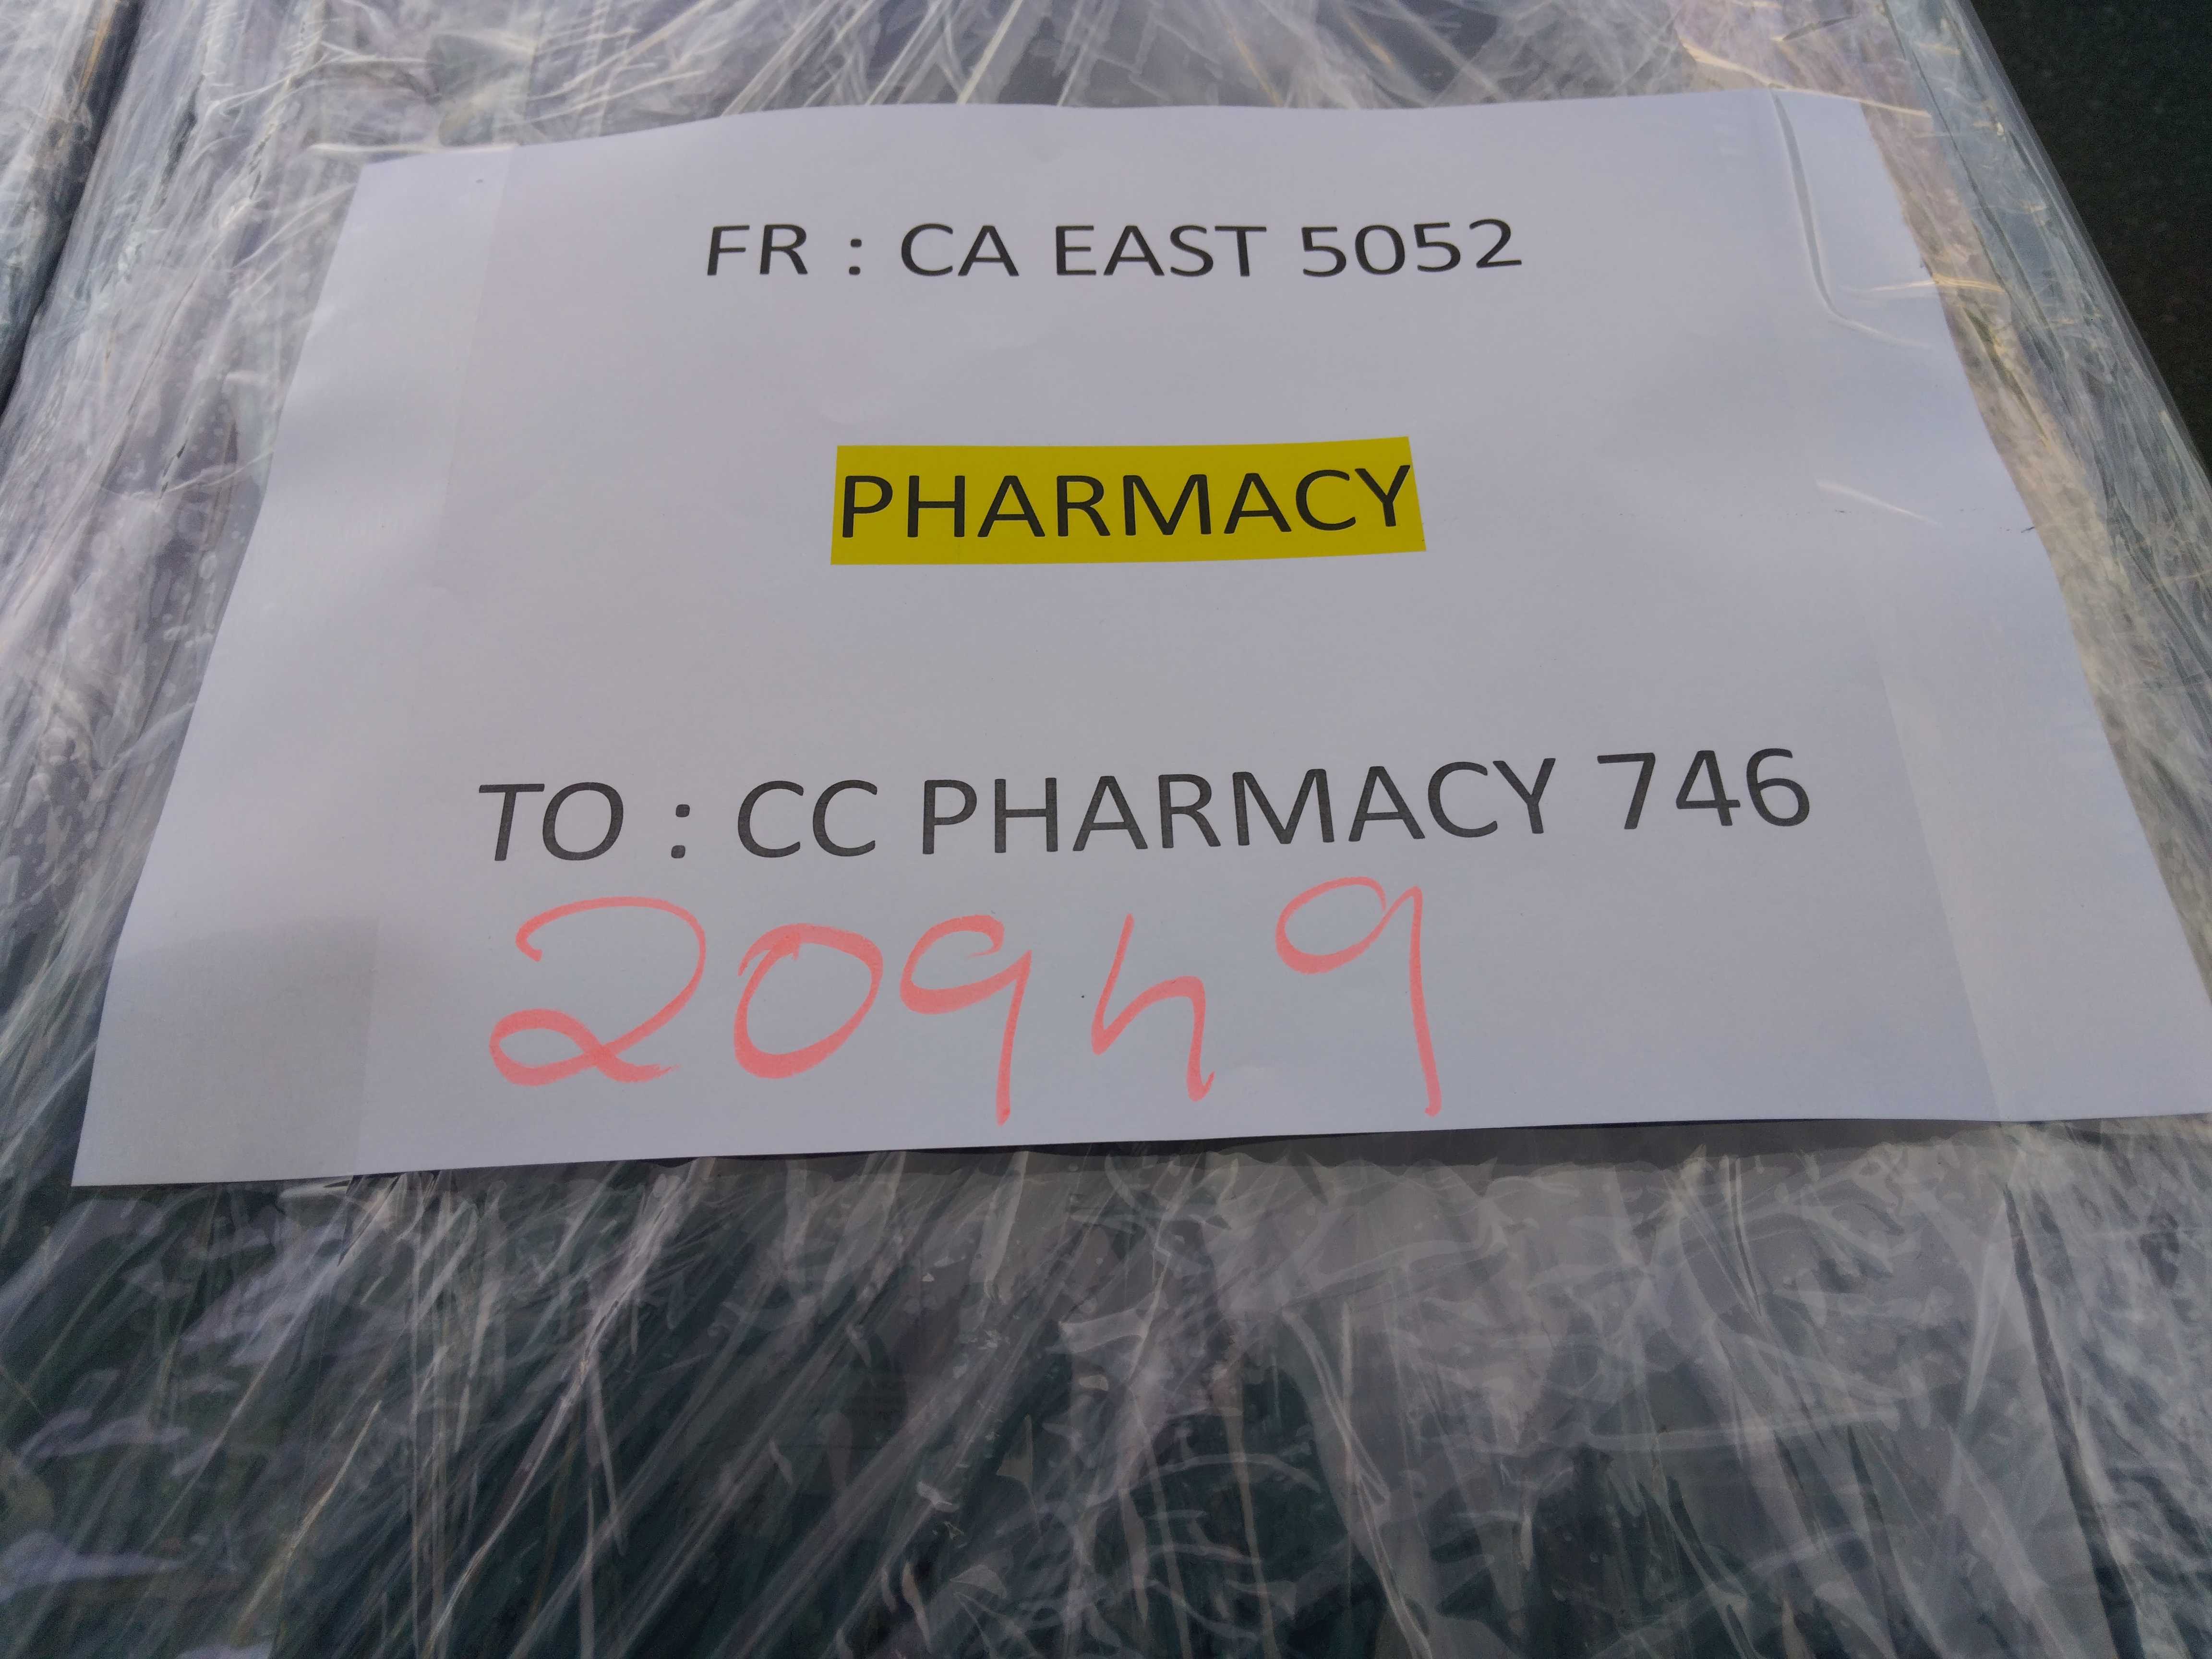 FR : CA EAST 5052
PHARMACY
TO : CC PHARMACY 746
20949